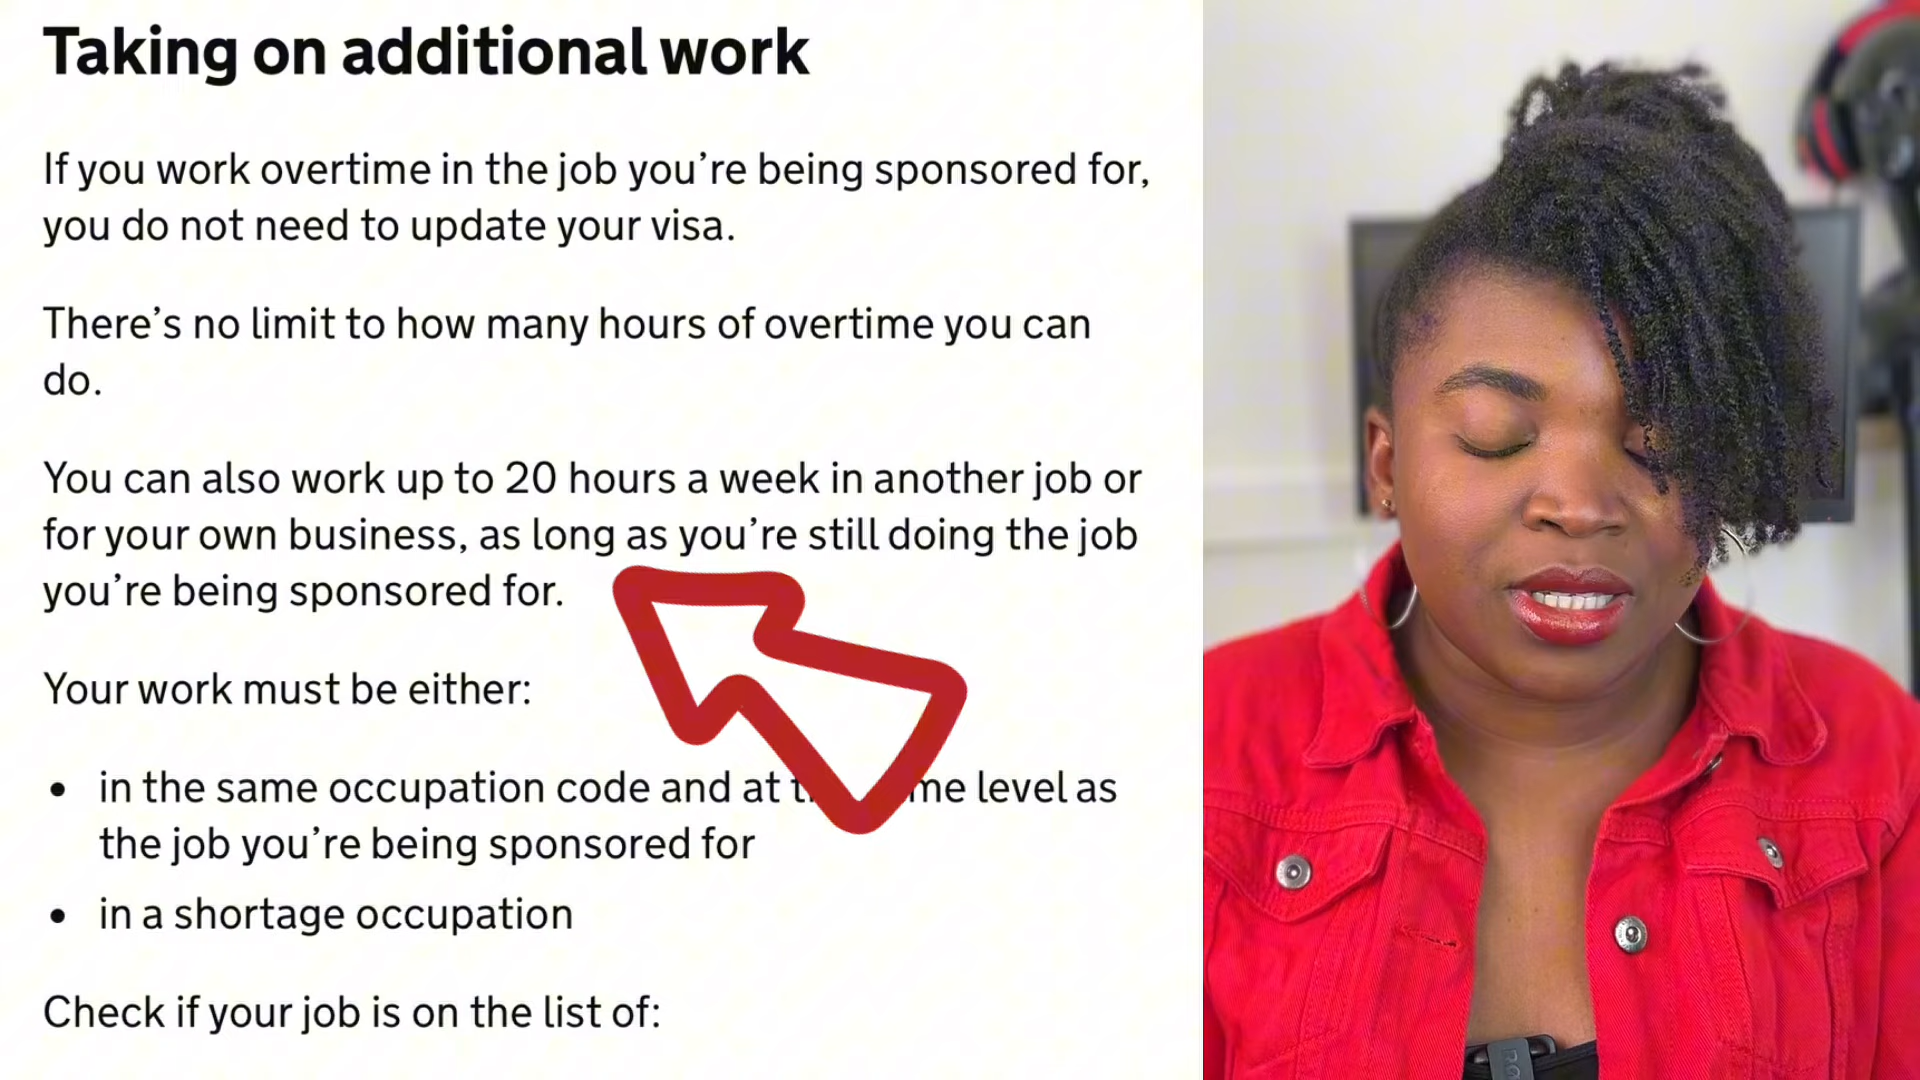 Taking on additional work
If you work overtime in the job you’re being sponsored for,
you do not need to update your visa.
There’s no limit to how many hours of overtime you can
do.
You can also work up to 20 hours a week in another job or
for your own business, as long as you’re still doing the job
you’re being sponsored for.
Your work must be either:
• in the same occupation code and at level as
the job you’re being sponsored for
• in a shortage occupation
Check if your job is on the list of: